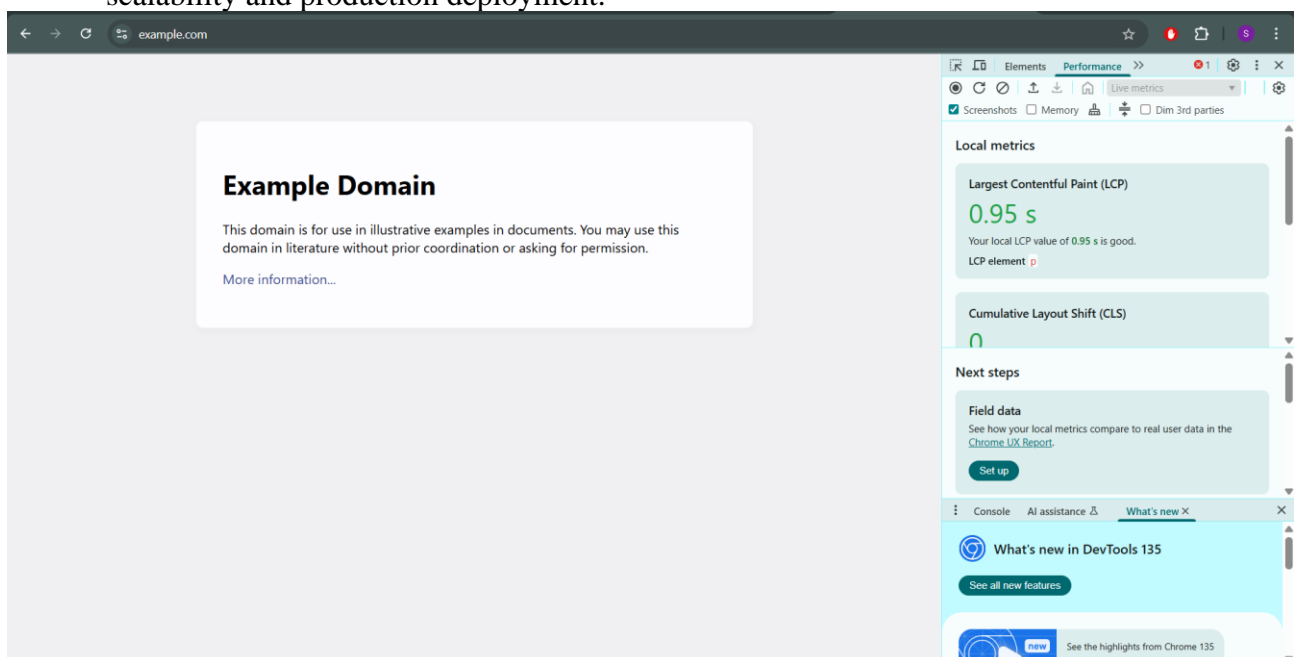 scalability and production deployment.
example.com
S
Elements Performance >> 1
Live metrics
Screenshots Memory Dim 3rd parties
Example Domain
This domain is for use in illustrative examples in documents. You may use this
domain in literature without prior coordination or asking for permission.
More information...
Local metrics
Largest Contentful Paint (LCP)
0.95 s
Your local LCP value of 0.95 s is good.
LCP element p
Cumulative Layout Shift (CLS)
0
Next steps
Field data
See how your local metrics compare to real user data in the
Chrome UX Report.
Set up
Console AI assistance What's new
What's new in DevTools 135
See all new features
new
See the highlights from Chrome 135